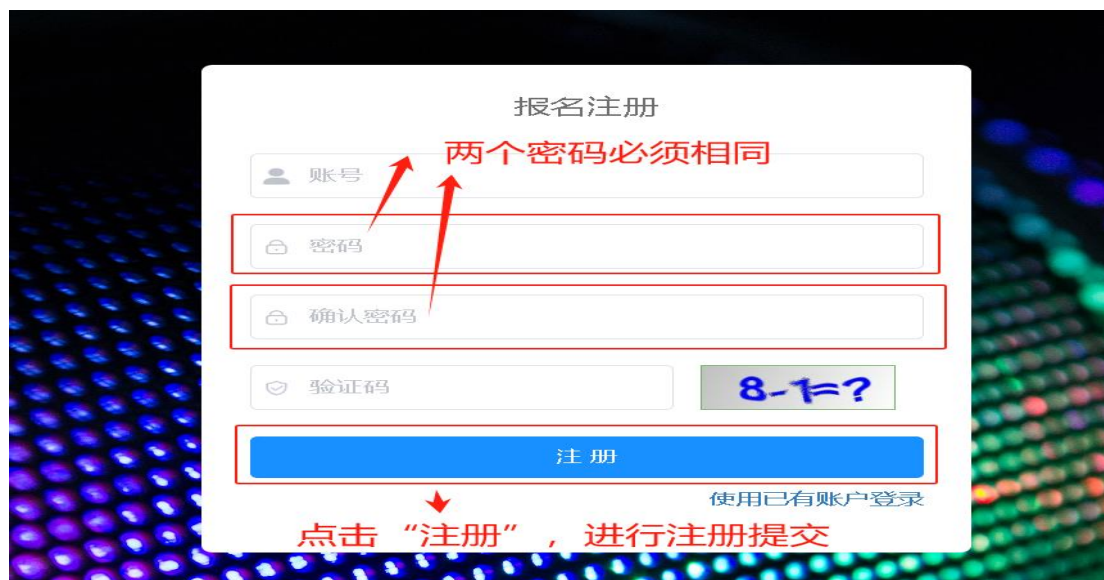 报名注册
两个密码必须相同
账号
密码
确认密码
验证码
8-1=?
注册
使用已有账户登录
点击“注册”，进行注册提交